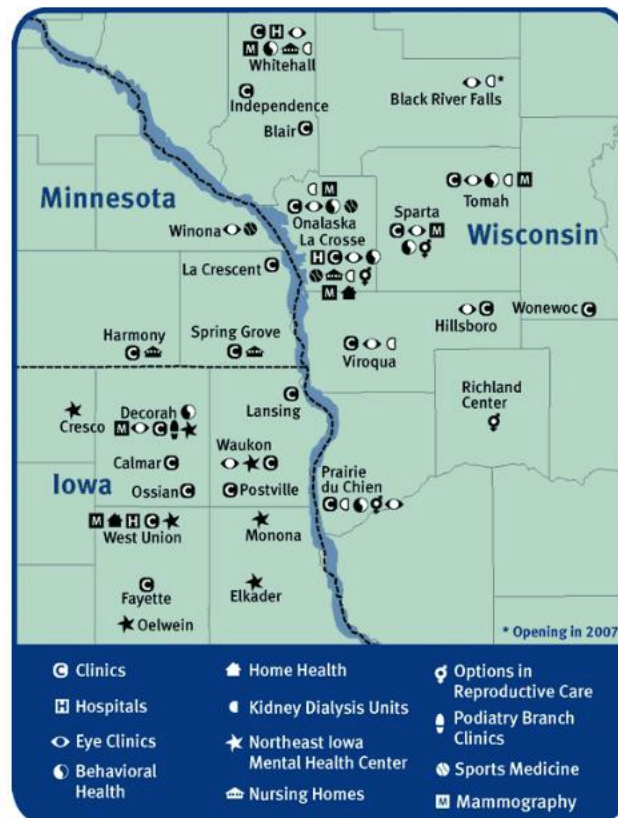 Whitehall
Independence
Black River Falls *
Blair
Minnesota
Tomah
Onalaska
Sparta
Winona
La Crosse
Wisconsin
La Crescent
Hillsboro
Wonewoc
Harmony
Spring Grove
Viroqua
Richland
Center
Lansing
Decorah
Cresco
Waukon
Calmar
Prairie
du Chien
Iowa
Ossian
Postville
West Union
Monona
Fayette
Elkader
Oelwein
* Opening in 2007
C Clinics
H Hospitals
Eye Clinics
Behavioral
Health
Home Health
Kidney Dialysis Units
Northeast Iowa
Mental Health Center
Nursing Homes
Options in
Reproductive Care
Podiatry Branch
Clinics
Sports Medicine
M Mammography